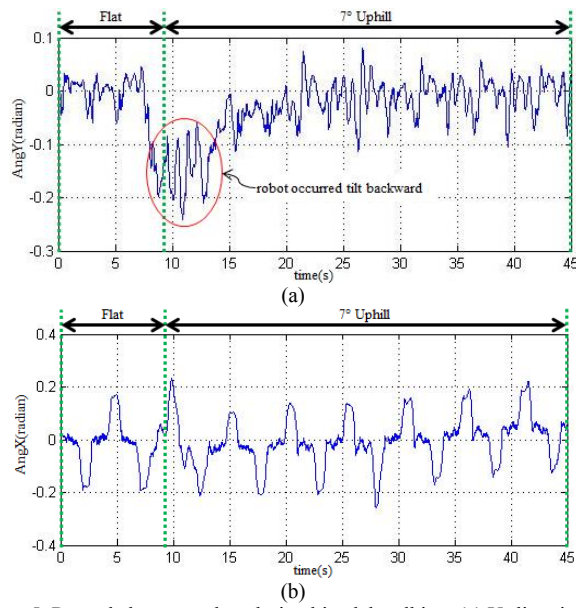 Flat 7° Uphill
0.1
0
-0.1
-0.2
-0.3
AngY(radian)
robot occurred tilt backward
0 5 10 15 20 25 30 35 40 45
time(s)
(a)
Flat 7° Uphill
0.4
0.2
0
-0.2
-0.4
AngX(radian)
0 5 10 15 20 25 30 35 40 45
time(s)
(b)